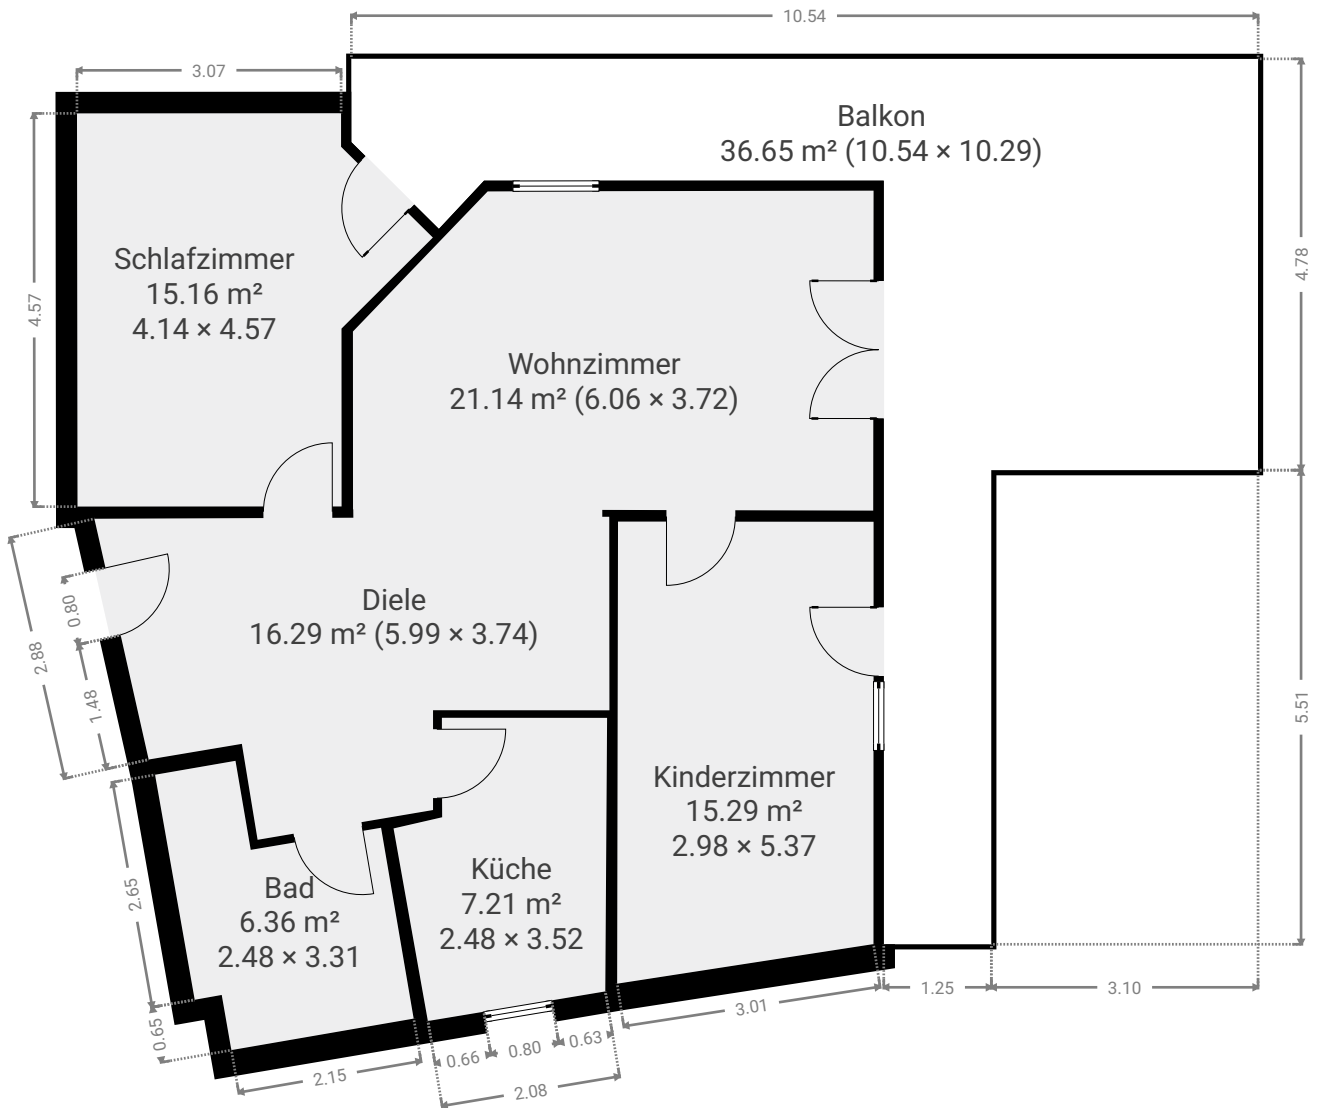 10.54
3.07
Balkon
36.65 m² (10.54 × 10.29)
4.78
Schlafzimmer
15.16 m²
4.14 × 4.57
4.57
Wohnzimmer
21.14 m² (6.06 × 3.72)
Diele
16.29 m² (5.99 × 3.74)
0.80
2.88
1.48
5.51
Kinderzimmer
15.29 m²
2.98 × 5.37
Küche
7.21 m²
2.48 × 3.52
Bad
6.36 m²
2.48 × 3.31
2.65
0.65
1.25
3.10
3.01
0.66
0.80
0.63
2.15
2.08